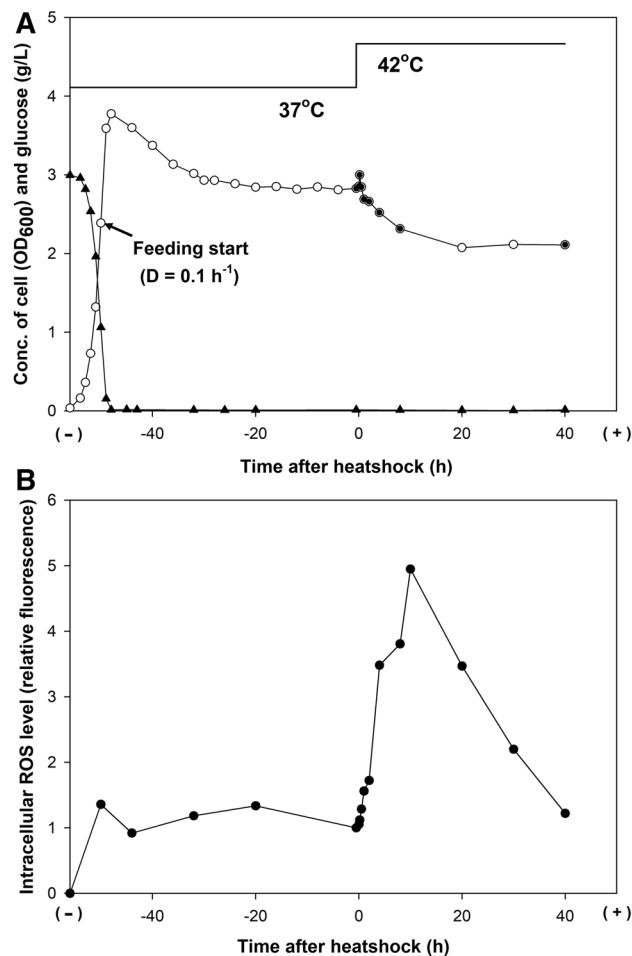 A
Conc. of cell (OD600) and glucose (g/L)
5
4
3
2
1
0
42°C
37°C
Feeding start
(D = 0.1 h-1)
( - ) -40 -20 0 20 40 ( + )
Time after heatshock (h)
B
Intracellular ROS level (relative fluorescence)
6
5
4
3
2
1
0
( - ) -40 -20 0 20 40 ( + )
Time after heatshock (h)